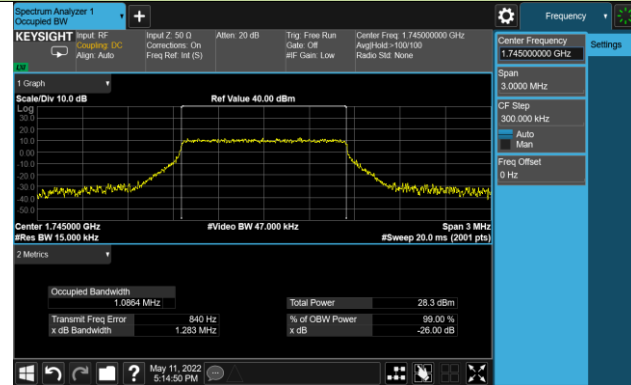 Spectrum Analyzer 1
Occupied BW
+
Frequency
KEYSIGHT
Input: RF
Coupling: DC
Align: Auto
Input Z: 50 Ω
Corrections: On
Freq Ref: Int (S)
Atten: 20 dB
Trig: Free Run
Gate: Off
#IF Gain: Low
Center Freq: 1.745000000 GHz
Avg|Hold:>100/100
Radio Std: None
Center Frequency
1.745000000 GHz
Settings
Span
3.0000 MHz
CF Step
300.000 kHz
Auto
Man
Freq Offset
0 Hz
1 Graph
Scale/Div 10.0 dB
Ref Value 40.00 dBm
Log
30.0
20.0
10.0
0.00
-10.0
-20.0
-30.0
-40.0
-50.0
Center 1.745000 GHz
#Video BW 47.000 kHz
Span 3 MHz
#Res BW 15.000 kHz
#Sweep 20.0 ms (2001 pts)
2 Metrics
Occupied Bandwidth
1.0864 MHz
Total Power
28.3 dBm
Transmit Freq Error
840 Hz
% of OBW Power
99.00 %
x dB Bandwidth
1.283 MHz
x dB
-26.00 dB
?
May 11, 2022
5:14:50 PM